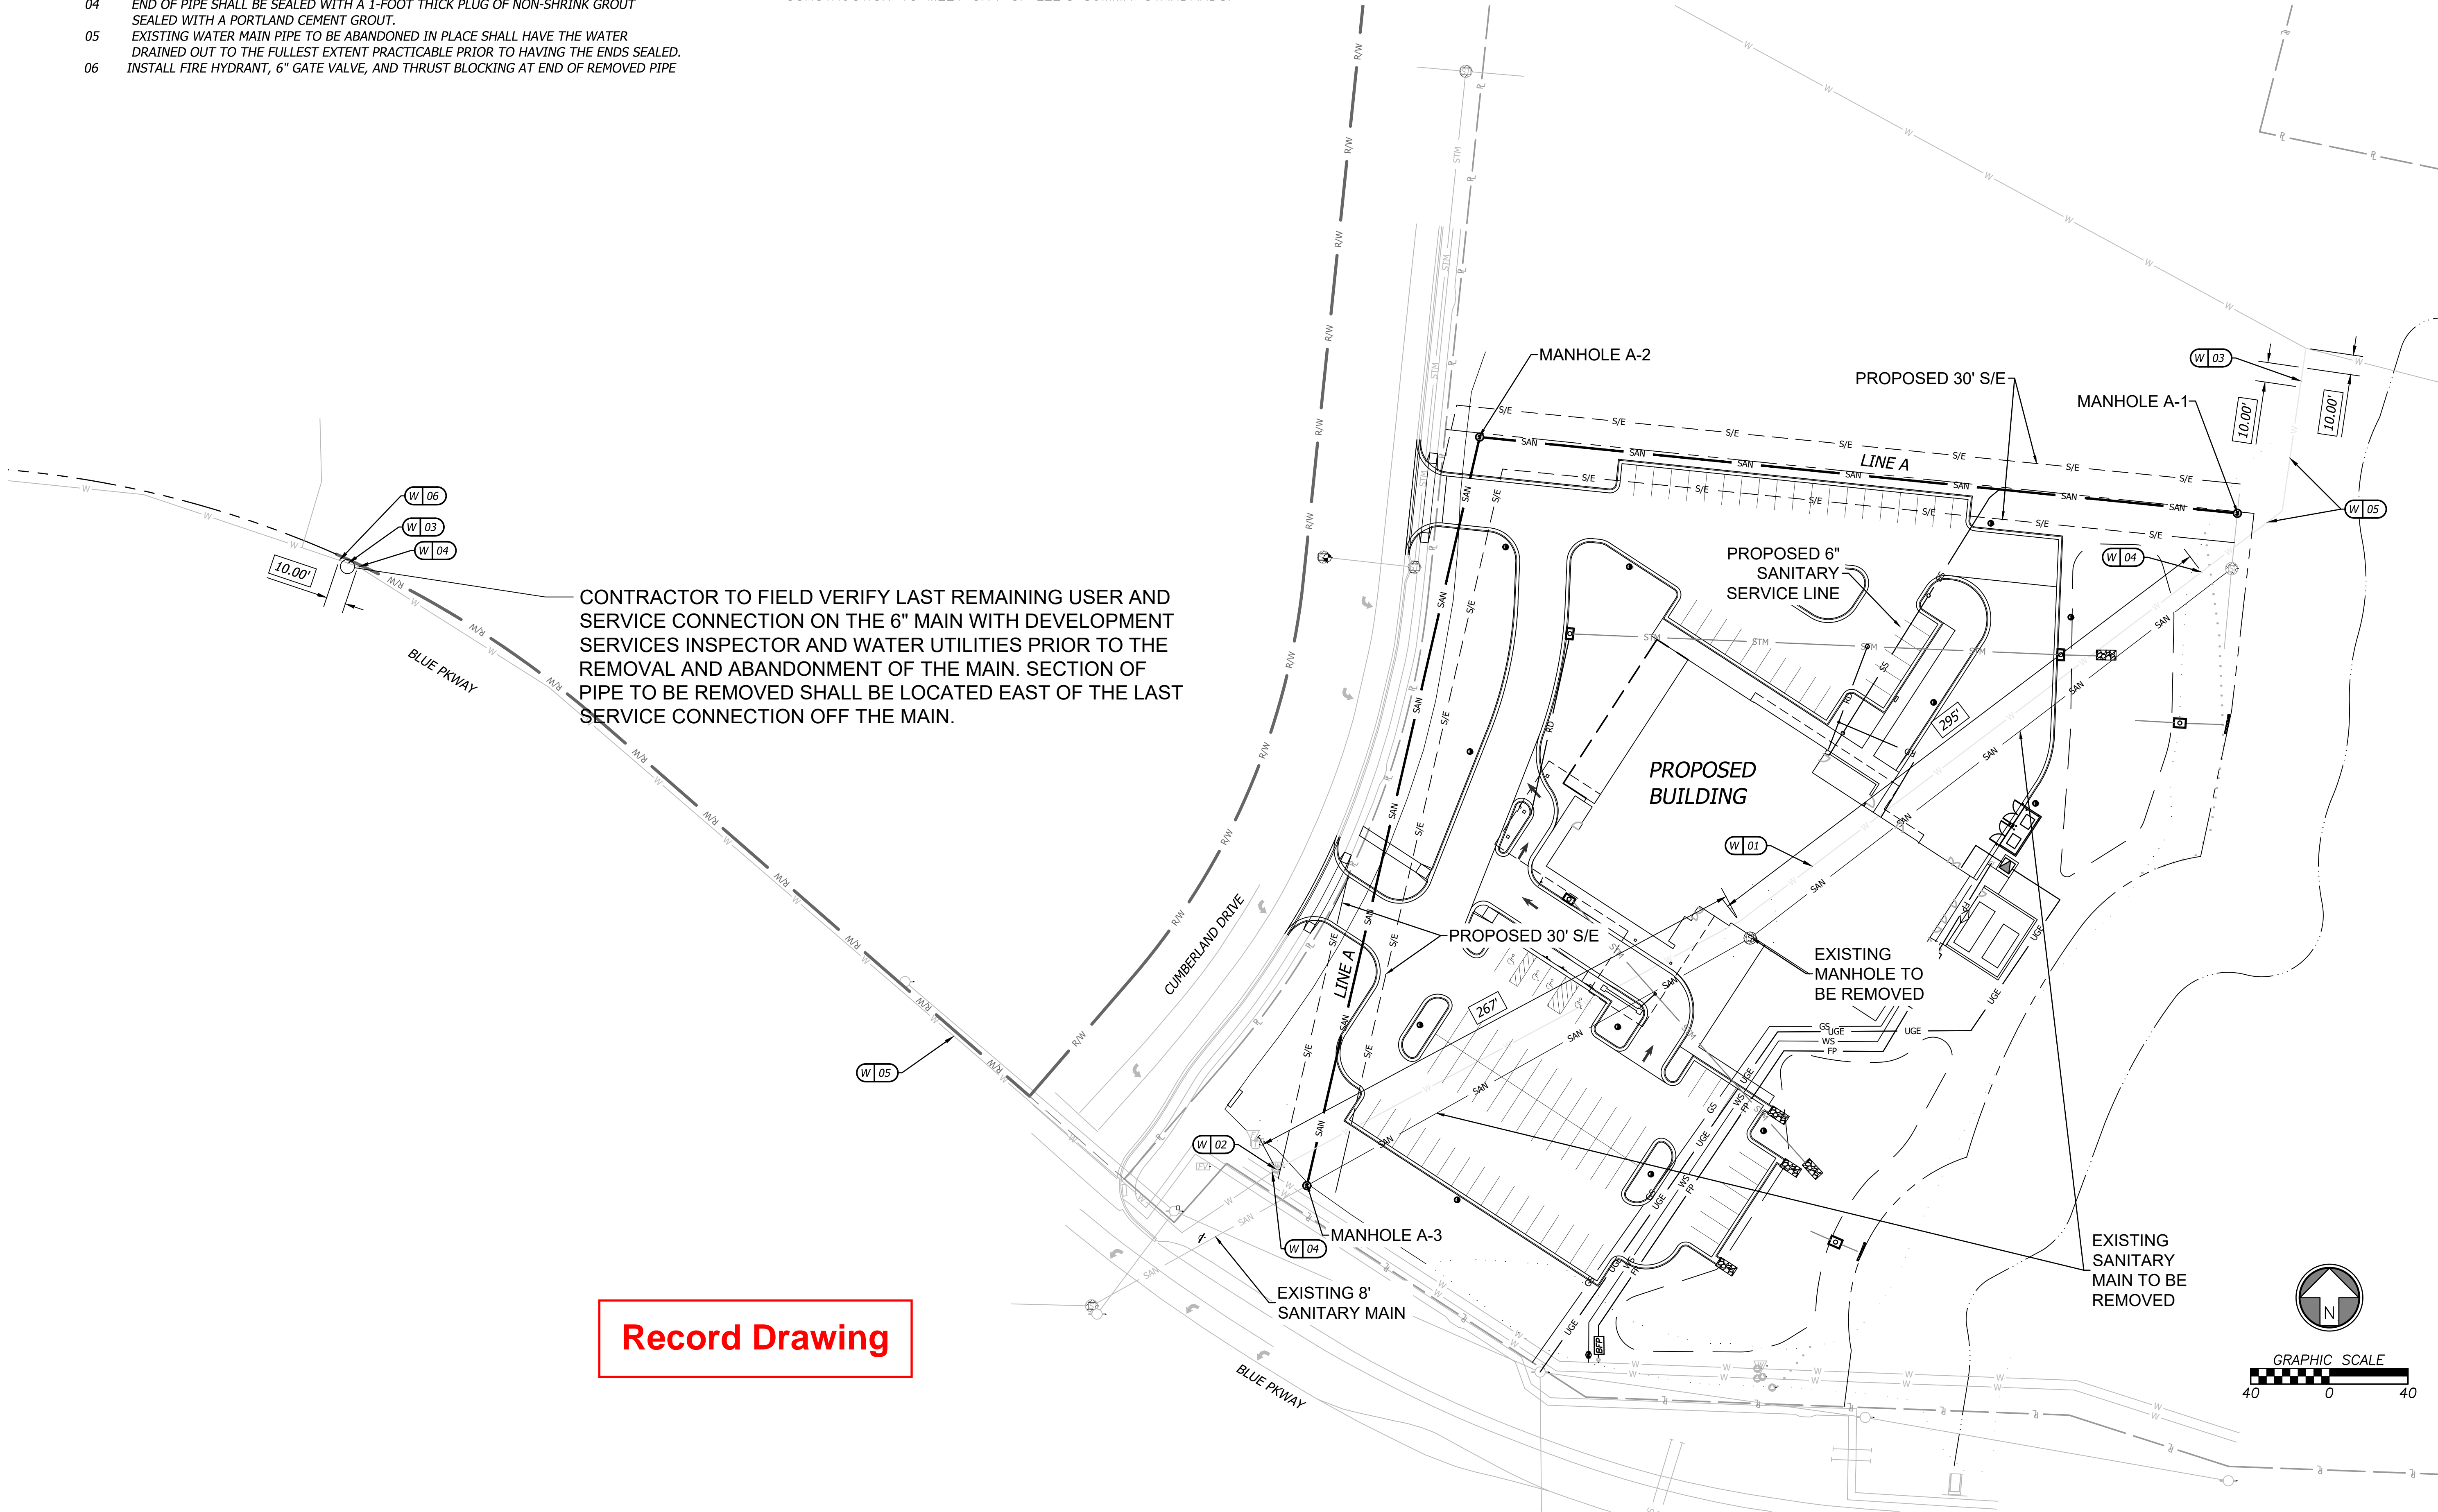 04 END OF PIPE SHALL BE SEALED WITH A 1-FOOT THICK PLUG OF NON-SHRINK GROUT
SEALED WITH A PORTLAND CEMENT GROUT.
05 EXISTING WATER MAIN PIPE TO BE ABANDONED IN PLACE SHALL HAVE THE WATER
DRAINED OUT TO THE FULLEST EXTENT PRACTICABLE PRIOR TO HAVING THE ENDS SEALED.
06 INSTALL FIRE HYDRANT, 6" GATE VALVE, AND THRUST BLOCKING AT END OF REMOVED PIPE
MANHOLE A-2
PROPOSED 30' S/E
MANHOLE A-1
W 03
10.00'
10.00'
LINE A
W 05
W 04
W 06
W 03
W 04
10.00'
PROPOSED 6"
SANITARY
SERVICE LINE
CONTRACTOR TO FIELD VERIFY LAST REMAINING USER AND
SERVICE CONNECTION ON THE 6" MAIN WITH DEVELOPMENT
SERVICES INSPECTOR AND WATER UTILITIES PRIOR TO THE
REMOVAL AND ABANDONMENT OF THE MAIN. SECTION OF
PIPE TO BE REMOVED SHALL BE LOCATED EAST OF THE LAST
SERVICE CONNECTION OFF THE MAIN.
BLUE PKWAY
295'
PROPOSED
BUILDING
W 01
CUMBERLAND DRIVE
PROPOSED 30' S/E
LINE A
267'
EXISTING
MANHOLE TO
BE REMOVED
GS
UGE
UGE
WS
FP
W 05
W 02
MANHOLE A-3
W 04
EXISTING 8'
SANITARY MAIN
EXISTING
SANITARY
MAIN TO BE
REMOVED
Record Drawing
BFP
BLUE PKWAY
N
GRAPHIC SCALE
40 0 40